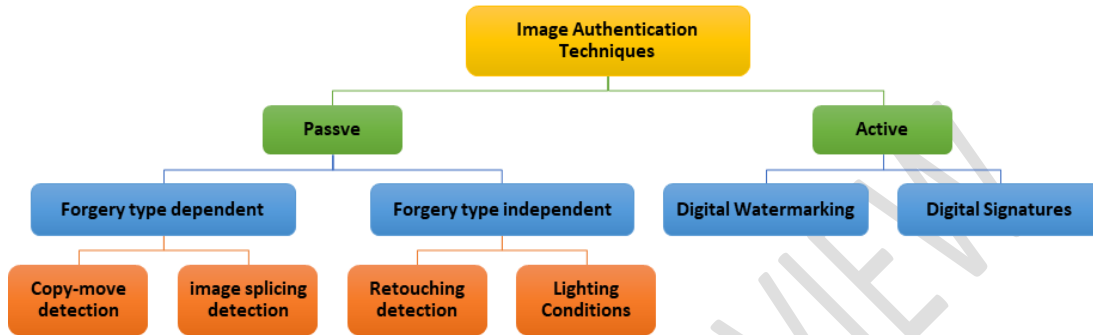 Image Authentication
Techniques
Passve
Active
Forgery type dependent
Forgery type independent
Digital Watermarking
Digital Signatures
Copy-move
detection
image splicing
detection
Retouching
detection
Lighting
Conditions
VIEW